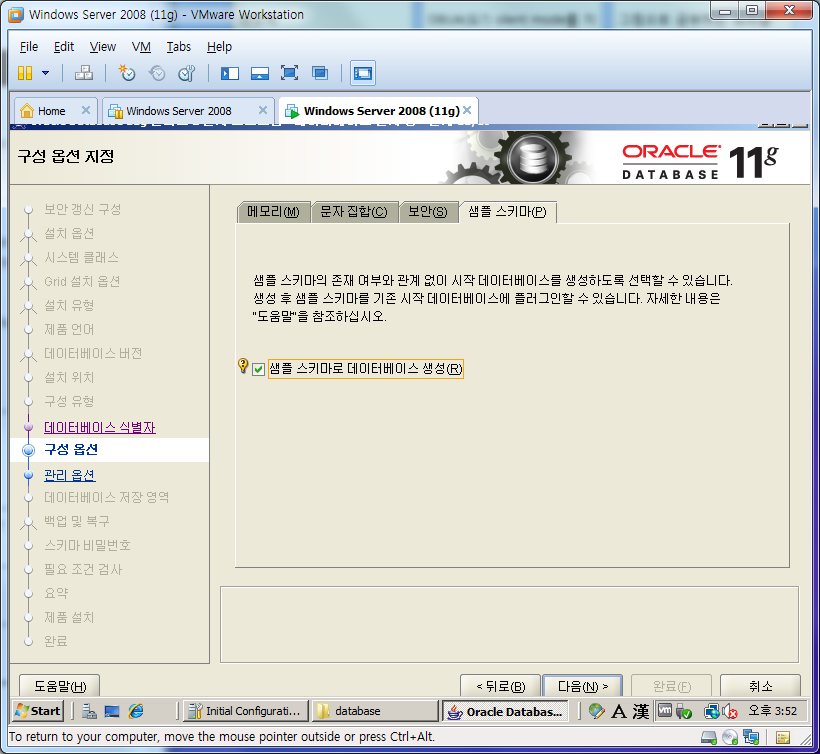 Windows Server 2008 (11g) - VMware Workstation
File Edit View VM Tabs Help
Home Windows Server 2008 Windows Server 2008 (11g)
구성 옵션 지정
ORACLE DATABASE 11g
보안 갱신 구성
설치 옵션
시스템 클래스
Grid 설치 옵션
설치 유형
제품 언어
데이터베이스 버전
설치 위치
구성 유형
데이터베이스 식별자
구성 옵션
관리 옵션
데이터베이스 저장 영역
백업 및 복구
스키마 비밀번호
필요 조건 검사
요약
제품 설치
완료
메모리(M) 문자 집합(C) 보안(S) 샘플 스키마(P)
샘플 스키마의 존재 여부와 관계 없이 시작 데이터베이스를 생성하도록 선택할 수 있습니다.
생성 후 샘플 스키마를 기존 시작 데이터베이스에 플러그인할 수 있습니다. 자세한 내용은
"도움말"을 참조하십시오.
샘플 스키마로 데이터베이스 생성(R)
도움말(H) < 뒤로(B) 다음(N) > 완료(F) 취소
Start Initial Configurati... database Oracle Databas... A 漢 오후 3:52
To return to your computer, move the mouse pointer outside or press Ctrl+Alt.